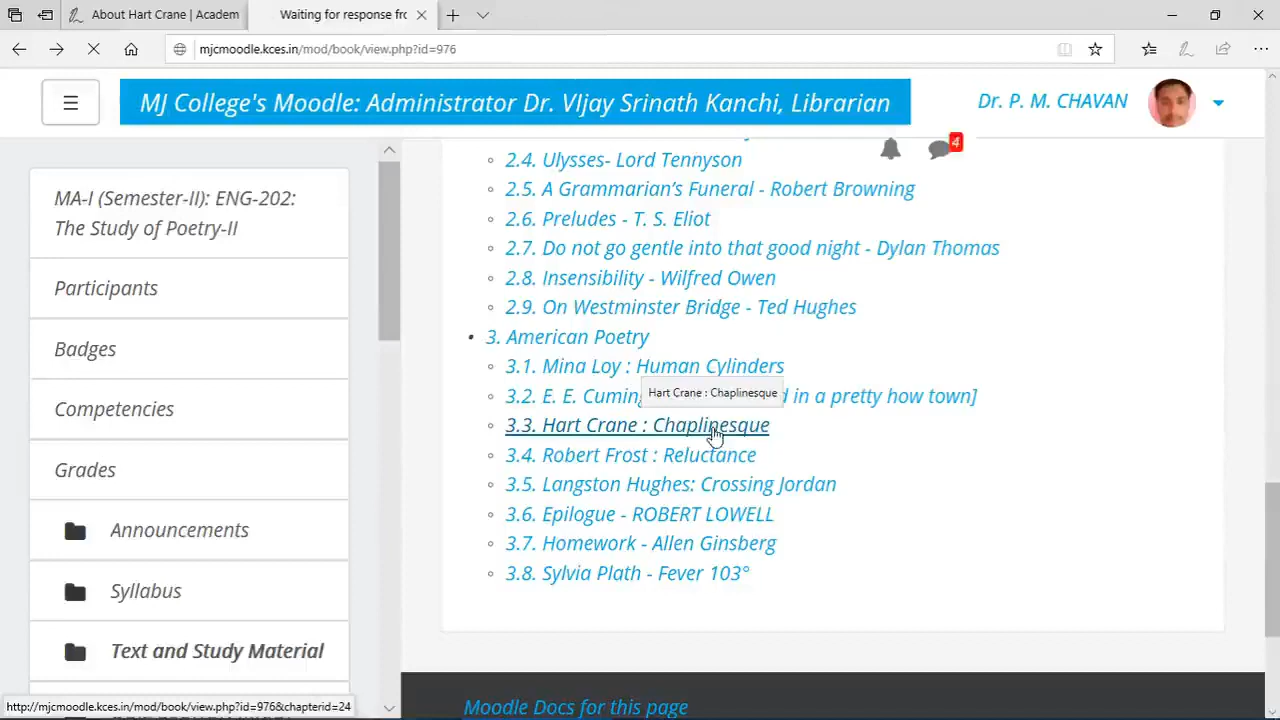 About Hart Crane | Academ
Waiting for response fro
mjcmoodle.kces.in/mod/book/view.php?id=976
MJ College's Moodle: Administrator Dr. VIjay Srinath Kanchi, Librarian
Dr. P. M. CHAVAN
4
MA-I (Semester-II): ENG-202:
The Study of Poetry-II
Participants
Badges
Competencies
Grades
Announcements
Syllabus
Text and Study Material
2.4. Ulysses- Lord Tennyson
2.5. A Grammarian's Funeral - Robert Browning
2.6. Preludes - T. S. Eliot
2.7. Do not go gentle into that good night - Dylan Thomas
2.8. Insensibility - Wilfred Owen
2.9. On Westminster Bridge - Ted Hughes
3. American Poetry
3.1. Mina Loy : Human Cylinders
3.2. E. E. Cuming in a pretty how town]
Hart Crane : Chaplinesque
3.3. Hart Crane : Chaplinesque
3.4. Robert Frost : Reluctance
3.5. Langston Hughes: Crossing Jordan
3.6. Epilogue - ROBERT LOWELL
3.7. Homework - Allen Ginsberg
3.8. Sylvia Plath - Fever 103°
Moodle Docs for this page
http://mjcmoodle.kces.in/mod/book/view.php?id=976&chapterid=24